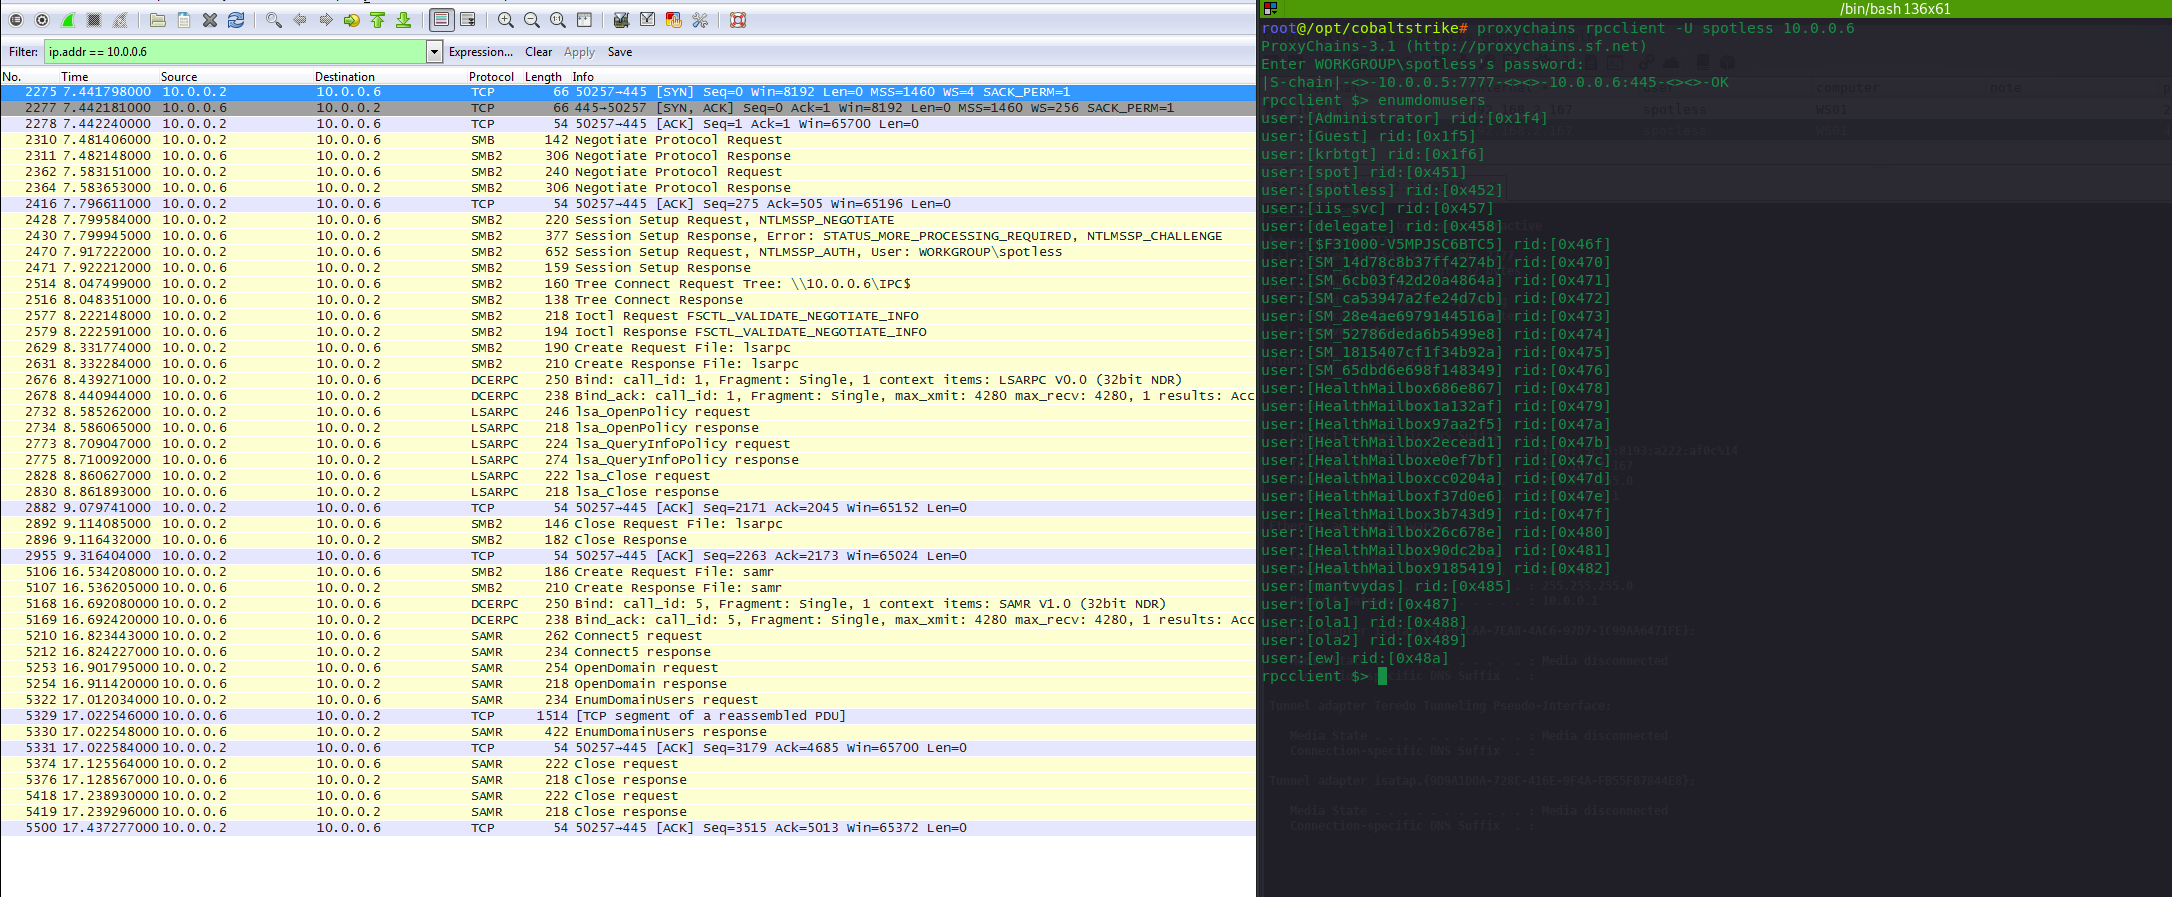 Filter: ip.addr == 10.0.0.6 Expression... Clear Apply Save
No. Time Source Destination Protocol Length Info
2275 7.441798000 10.0.0.2 10.0.0.6 TCP 66 50257→445 [SYN] Seq=0 Win=8192 Len=0 MSS=1460 WS=4 SACK_PERM=1
2277 7.442181000 10.0.0.6 10.0.0.2 TCP 66 445→50257 [SYN, ACK] Seq=0 Ack=1 Win=8192 Len=0 MSS=1460 WS=256 SACK_PERM=1
2278 7.442240000 10.0.0.2 10.0.0.6 TCP 54 50257→445 [ACK] Seq=1 Ack=1 Win=65700 Len=0
2310 7.481406000 10.0.0.2 10.0.0.6 SMB 142 Negotiate Protocol Request
2311 7.482148000 10.0.0.6 10.0.0.2 SMB2 306 Negotiate Protocol Response
2362 7.583151000 10.0.0.2 10.0.0.6 SMB2 240 Negotiate Protocol Request
2364 7.583653000 10.0.0.6 10.0.0.2 SMB2 306 Negotiate Protocol Response
2416 7.796611000 10.0.0.2 10.0.0.6 TCP 54 50257→445 [ACK] Seq=275 Ack=505 Win=65196 Len=0
2428 7.799584000 10.0.0.2 10.0.0.6 SMB2 220 Session Setup Request, NTLMSSP_NEGOTIATE
2430 7.799945000 10.0.0.6 10.0.0.2 SMB2 377 Session Setup Response, Error: STATUS_MORE_PROCESSING_REQUIRED, NTLMSSP_CHALLENGE
2470 7.917222000 10.0.0.2 10.0.0.6 SMB2 652 Session Setup Request, NTLMSSP_AUTH, User: WORKGROUP\spotless
2471 7.922212000 10.0.0.6 10.0.0.2 SMB2 159 Session Setup Response
2514 8.047499000 10.0.0.2 10.0.0.6 SMB2 160 Tree Connect Request Tree: \\10.0.0.6\IPC$
2516 8.048351000 10.0.0.6 10.0.0.2 SMB2 138 Tree Connect Response
2577 8.222148000 10.0.0.2 10.0.0.6 SMB2 218 Ioctl Request FSCTL_VALIDATE_NEGOTIATE_INFO
2579 8.222591000 10.0.0.6 10.0.0.2 SMB2 194 Ioctl Response FSCTL_VALIDATE_NEGOTIATE_INFO
2629 8.331774000 10.0.0.2 10.0.0.6 SMB2 190 Create Request File: lsarpc
2631 8.332284000 10.0.0.6 10.0.0.2 SMB2 210 Create Response File: lsarpc
2676 8.439271000 10.0.0.2 10.0.0.6 DCERPC 250 Bind: call_id: 1, Fragment: Single, 1 context items: LSARPC V0.0 (32bit NDR)
2678 8.440944000 10.0.0.6 10.0.0.2 DCERPC 238 Bind_ack: call_id: 1, Fragment: Single, max_xmit: 4280 max_recv: 4280, 1 results: Acc
2732 8.585262000 10.0.0.2 10.0.0.6 LSARPC 246 lsa_OpenPolicy request
2734 8.586065000 10.0.0.6 10.0.0.2 LSARPC 218 lsa_OpenPolicy response
2773 8.709047000 10.0.0.2 10.0.0.6 LSARPC 224 lsa_QueryInfoPolicy request
2775 8.710092000 10.0.0.6 10.0.0.2 LSARPC 274 lsa_QueryInfoPolicy response
2828 8.860627000 10.0.0.2 10.0.0.6 LSARPC 222 lsa_Close request
2830 8.861893000 10.0.0.6 10.0.0.2 LSARPC 218 lsa_Close response
2882 9.079741000 10.0.0.2 10.0.0.6 TCP 54 50257→445 [ACK] Seq=2171 Ack=2045 Win=65152 Len=0
2892 9.114085000 10.0.0.2 10.0.0.6 SMB2 146 Close Request File: lsarpc
2896 9.116432000 10.0.0.6 10.0.0.2 SMB2 182 Close Response
2955 9.316404000 10.0.0.2 10.0.0.6 TCP 54 50257→445 [ACK] Seq=2263 Ack=2173 Win=65024 Len=0
5106 16.534208000 10.0.0.2 10.0.0.6 SMB2 186 Create Request File: samr
5107 16.536205000 10.0.0.6 10.0.0.2 SMB2 210 Create Response File: samr
5168 16.692080000 10.0.0.2 10.0.0.6 DCERPC 250 Bind: call_id: 5, Fragment: Single, 1 context items: SAMR V1.0 (32bit NDR)
5169 16.692420000 10.0.0.6 10.0.0.2 DCERPC 238 Bind_ack: call_id: 5, Fragment: Single, max_xmit: 4280 max_recv: 4280, 1 results: Acc
5210 16.823443000 10.0.0.2 10.0.0.6 SAMR 262 Connect5 request
5212 16.824227000 10.0.0.6 10.0.0.2 SAMR 234 Connect5 response
5253 16.901795000 10.0.0.2 10.0.0.6 SAMR 254 OpenDomain request
5254 16.911420000 10.0.0.6 10.0.0.2 SAMR 218 OpenDomain response
5322 17.012034000 10.0.0.2 10.0.0.6 SAMR 234 EnumDomainUsers request
5329 17.022546000 10.0.0.6 10.0.0.2 TCP 1514 [TCP segment of a reassembled PDU]
5330 17.022548000 10.0.0.6 10.0.0.2 SAMR 422 EnumDomainUsers response
5331 17.022584000 10.0.0.2 10.0.0.6 TCP 54 50257→445 [ACK] Seq=3179 Ack=4685 Win=65700 Len=0
5374 17.125564000 10.0.0.2 10.0.0.6 SAMR 222 Close request
5376 17.128567000 10.0.0.6 10.0.0.2 SAMR 218 Close response
5418 17.238930000 10.0.0.2 10.0.0.6 SAMR 222 Close request
5419 17.239296000 10.0.0.6 10.0.0.2 SAMR 218 Close response
5500 17.437277000 10.0.0.2 10.0.0.6 TCP 54 50257→445 [ACK] Seq=3515 Ack=5013 Win=65372 Len=0
/bin/bash 136x61
root@/opt/cobaltstrike# proxychains rpcclient -U spotless 10.0.0.6
ProxyChains-3.1 (http://proxychains.sf.net)
Enter WORKGROUP\spotless's password:
|S-chain|-<>-10.0.0.5:7777-<><>-10.0.0.6:445-<><>-OK
rpcclient $> enumdomusers
user:[Administrator] rid:[0x1f4]
user:[Guest] rid:[0x1f5]
user:[krbtgt] rid:[0x1f6]
user:[spot] rid:[0x451]
user:[spotless] rid:[0x452]
user:[iis_svc] rid:[0x457]
user:[delegate] rid:[0x458]
user:[$F31000-V5MPJSC6BTC5] rid:[0x46f]
user:[SM_14d78c8b37ff4274b] rid:[0x470]
user:[SM_6cb03f42d20a4864a] rid:[0x471]
user:[SM_ca53947a2fe24d7cb] rid:[0x472]
user:[SM_28e4ae6979144516a] rid:[0x473]
user:[SM_52786deda6b5499e8] rid:[0x474]
user:[SM_1815407cf1f34b92a] rid:[0x475]
user:[SM_65dbd6e698f148349] rid:[0x476]
user:[HealthMailbox686e867] rid:[0x478]
user:[HealthMailbox1a132af] rid:[0x479]
user:[HealthMailbox97aa2f5] rid:[0x47a]
user:[HealthMailbox2ecead1] rid:[0x47b]
user:[HealthMailboxe0ef7bf] rid:[0x47c]
user:[HealthMailboxcc0204a] rid:[0x47d]
user:[HealthMailboxf37d0e6] rid:[0x47e]
user:[HealthMailbox3b743d9] rid:[0x47f]
user:[HealthMailbox26c678e] rid:[0x480]
user:[HealthMailbox90dc2ba] rid:[0x481]
user:[HealthMailbox9185419] rid:[0x482]
user:[mantvydas] rid:[0x485]
user:[ola] rid:[0x487]
user:[ola1] rid:[0x488]
user:[ola2] rid:[0x489]
user:[ew] rid:[0x48a]
rpcclient $>
computer note
spotless WS01
255.255.255.0
10.0.0.1
Media disconnected
Tunnel adapter Teredo Tunneling Pseudo-Interface:
Media State . . . . . . . . . . . : Media disconnected
Connection-specific DNS Suffix . :
Media State . . . . . . . . . . . : Media disconnected
Connection-specific DNS Suffix . :